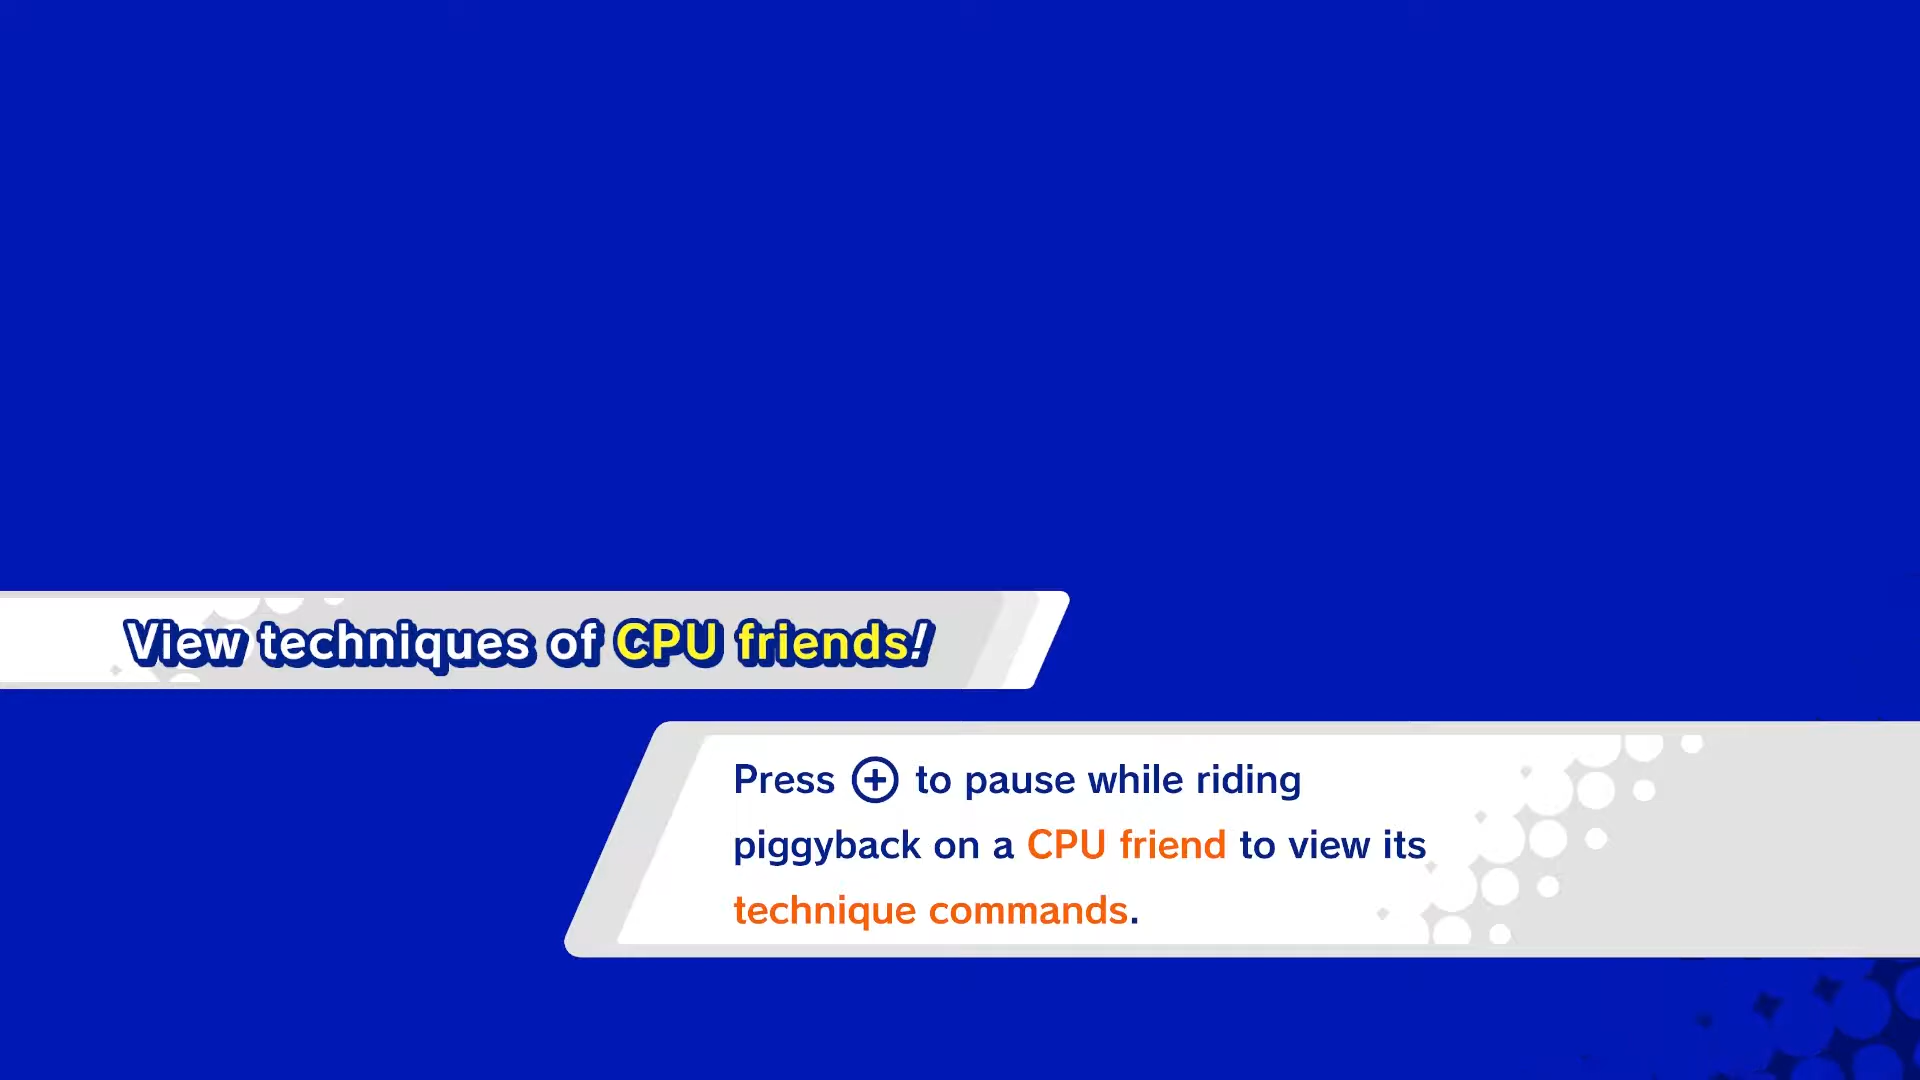 View techniques of CPU friends!
Press ⊕ to pause while riding
piggyback on a CPU friend to view its
technique commands.